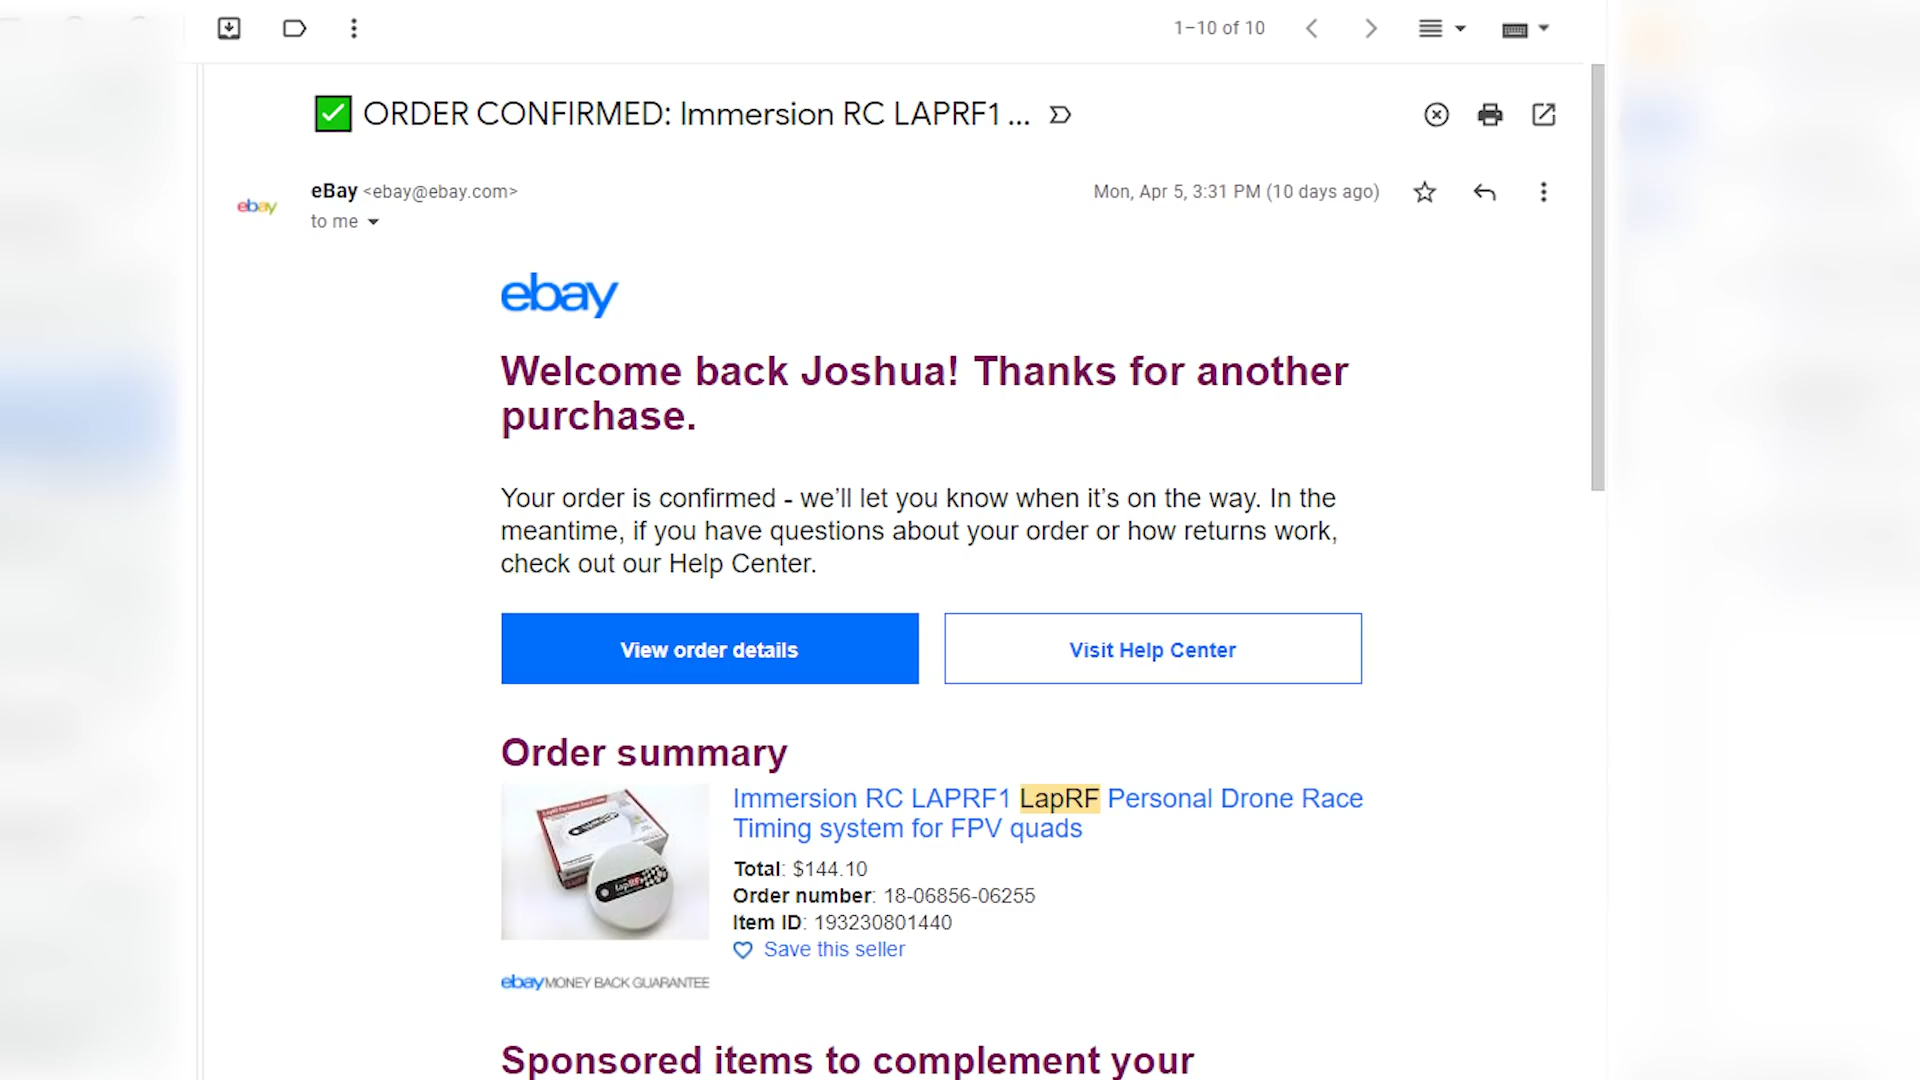 1–10 of 10
ORDER CONFIRMED: Immersion RC LAPRF1 ...
eBay <ebay@ebay.com>
Mon, Apr 5, 3:31 PM (10 days ago)
ebay
to me
ebay
Welcome back Joshua! Thanks for another
purchase.
Your order is confirmed - we’ll let you know when it’s on the way. In the
meantime, if you have questions about your order or how returns work,
check out our Help Center.
View order details
Visit Help Center
Order summary
Immersion RC LAPRF1 LapRF Personal Drone Race
Timing system for FPV quads
Total: $144.10
LapRF
Order number: 18-06856-06255
Item ID: 193230801440
Save this seller
ebay MONEY BACK GUARANTEE
Sponsored items to complement your